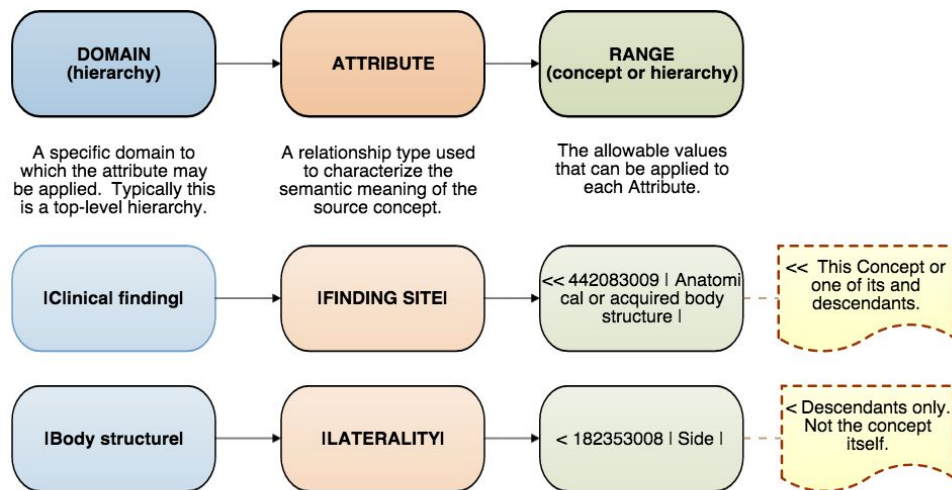 DOMAIN
(hierarchy)
ATTRIBUTE
RANGE
(concept or hierarchy)
A specific domain to
which the attribute may
be applied.  Typically this
is a top-level hierarchy.
A relationship type used
to characterize the
semantic meaning of the
source concept.
The allowable values
that can be applied to
each Attribute.
|Clinical finding|
|FINDING SITE|
<< 442083009 | Anatomi
cal or acquired body
structure |
<<  This Concept or
one of its and
descendants.
|Body structure|
|LATERALITY|
< 182353008 | Side |
< Descendants only.
Not the concept
itself.